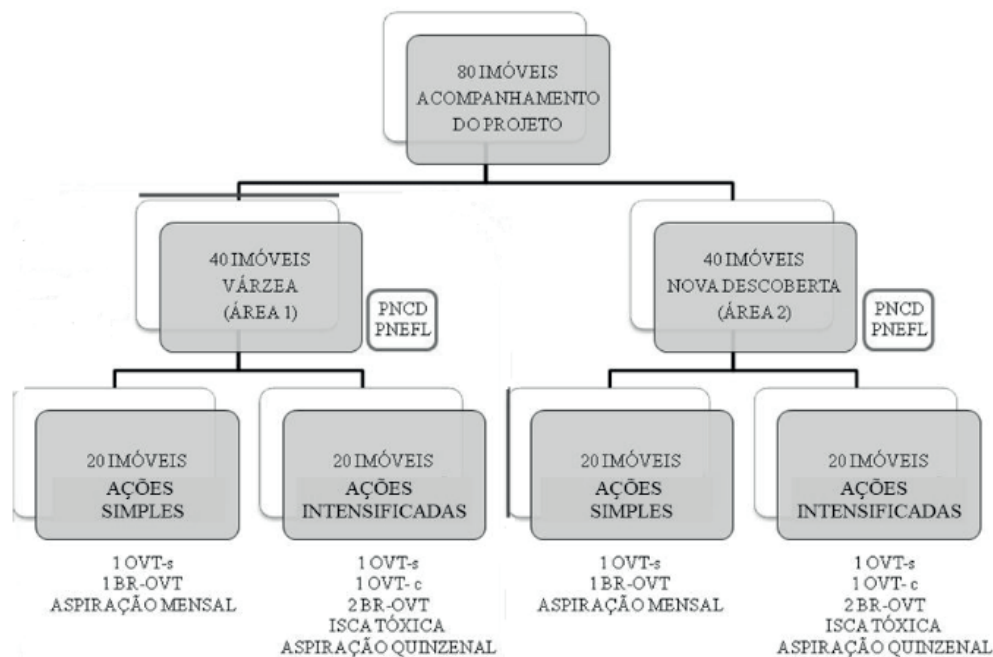 80 IMÓVEIS
ACOMPANHAMENTO
DO PROJETO
40 IMÓVEIS
VÁRZEA
(ÁREA 1)
PNCD
PNEFL
40 IMÓVEIS
NOVA DESCOBERTA
(ÁREA 2)
PNCD
PNEFL
20 IMÓVEIS
AÇÕES
SIMPLES
1 OVT-s
1 BR-OVT
ASPIRAÇÃO MENSAL
20 IMÓVEIS
AÇÕES
INTENSIFICADAS
1 OVT-s
1 OVT- c
2 BR-OVT
ISCA TÓXICA
ASPIRAÇÃO QUINZENAL
20 IMÓVEIS
AÇÕES
SIMPLES
1 OVT-s
1 BR-OVT
ASPIRAÇÃO MENSAL
20 IMÓVEIS
AÇÕES
INTENSIFICADAS
1 OVT-s
1 OVT- c
2 BR-OVT
ISCA TÓXICA
ASPIRAÇÃO QUINZENAL